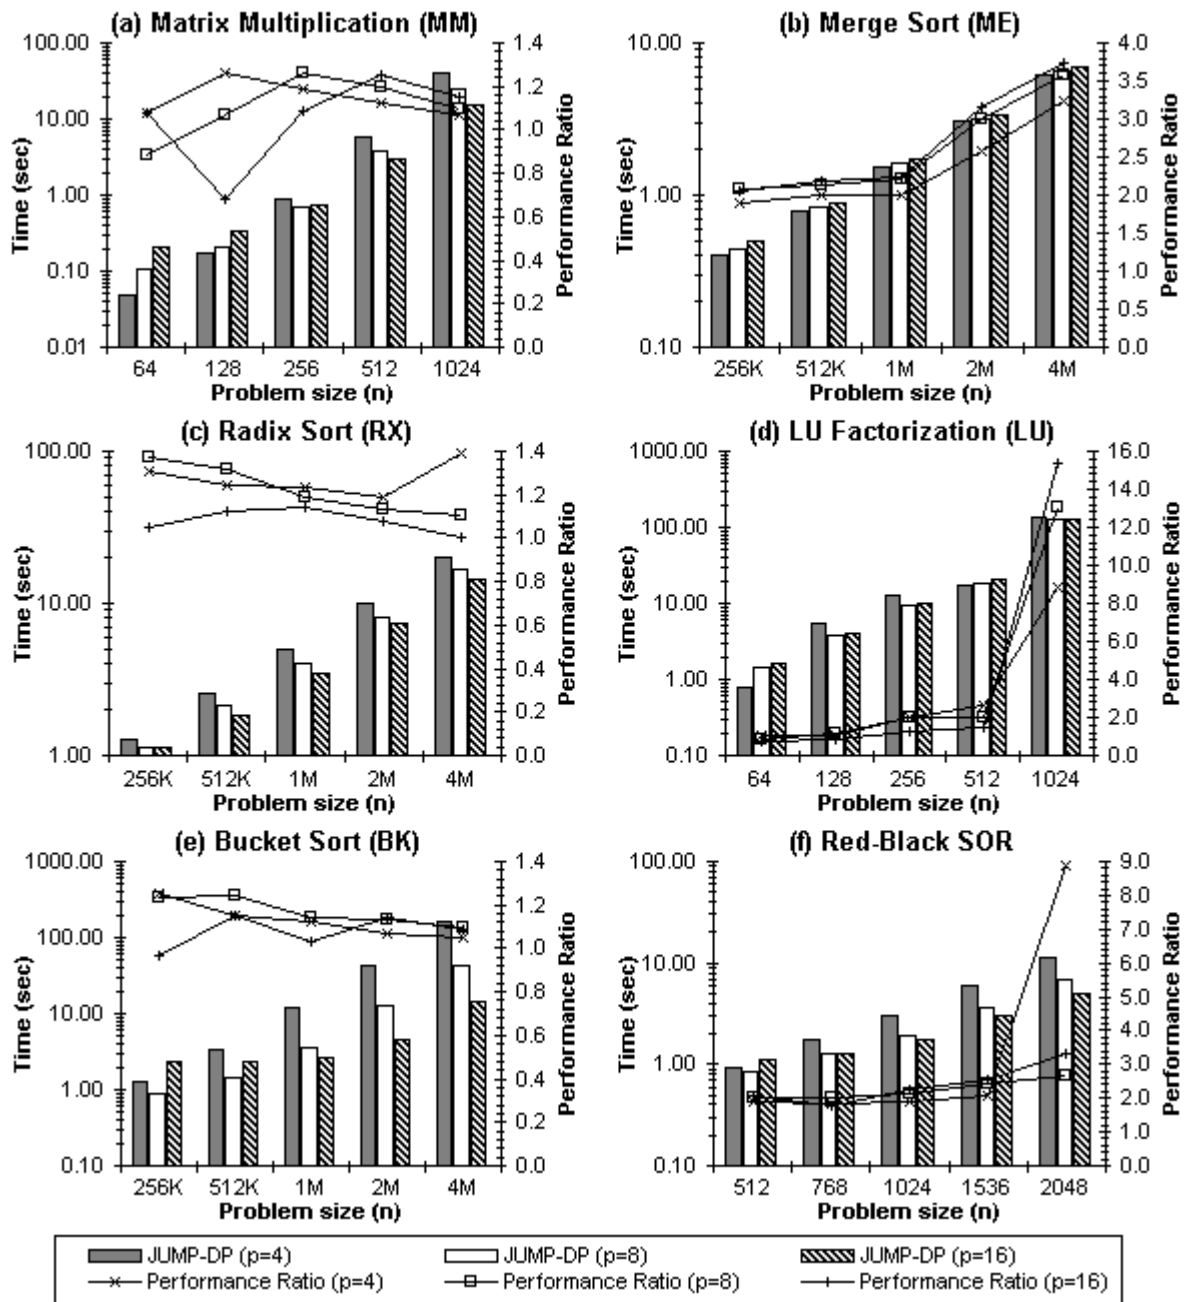 (a) Matrix Multiplication (MM)
100.00
10.00
1.00
0.10
0.01
Time (sec)
1.4
1.2
1.0
0.8
0.6
0.4
0.2
0.0
Performance Ratio
64 128 256 512 1024
Problem size (n)
(b) Merge Sort (ME)
10.00
1.00
0.10
Time (sec)
4.0
3.5
3.0
2.5
2.0
1.5
1.0
0.5
0.0
Performance Ratio
256K 512K 1M 2M 4M
Problem size (n)
(c) Radix Sort (RX)
100.00
10.00
1.00
Time (sec)
1.4
1.2
1.0
0.8
0.6
0.4
0.2
0.0
Performance Ratio
256K 512K 1M 2M 4M
Problem size (n)
(d) LU Factorization (LU)
1000.00
100.00
10.00
1.00
0.10
Time (sec)
16.0
14.0
12.0
10.0
8.0
6.0
4.0
2.0
0.0
Performance Ratio
64 128 256 512 1024
Problem size (n)
(e) Bucket Sort (BK)
1000.00
100.00
10.00
1.00
0.10
Time (sec)
1.4
1.2
1.0
0.8
0.6
0.4
0.2
0.0
Performance Ratio
256K 512K 1M 2M 4M
Problem size (n)
(f) Red-Black SOR
100.00
10.00
1.00
0.10
Time (sec)
9.0
8.0
7.0
6.0
5.0
4.0
3.0
2.0
1.0
0.0
Performance Ratio
512 768 1024 1536 2048
Problem size (n)
JUMP-DP (p=4) JUMP-DP (p=8) JUMP-DP (p=16)
Performance Ratio (p=4) Performance Ratio (p=8) Performance Ratio (p=16)